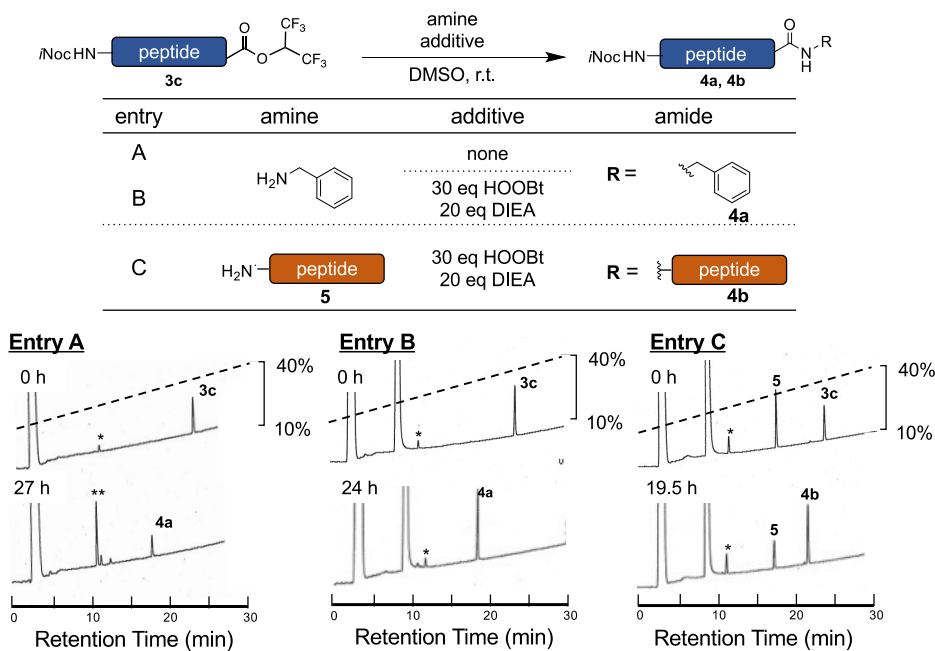 iNocHN peptide O O CF3 CF3
3c
amine
additive
DMSO, r.t.
iNocHN peptide O N H R
4a, 4b
entry amine additive amide
A none
H2N R =
B 30 eq HOOBt
20 eq DIEA
4a
C H2N peptide 30 eq HOOBt R = peptide
5 20 eq DIEA 4b
Entry A
0 h
3c
*
40%
10%
27 h
**
4a
0 10 20 30
Retention Time (min)
Entry B
0 h
3c
*
40%
10%
24 h
4a
*
0 10 20 30
Retention Time (min)
Entry C
0 h
5
3c
*
40%
10%
19.5 h
4b
5
*
0 10 20 30
Retention Time (min)